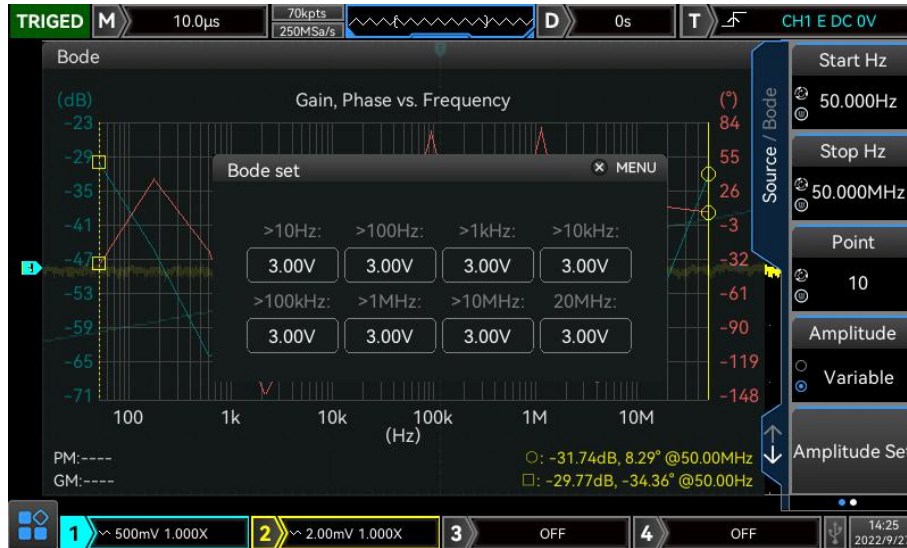 TRIGED M 10.0μs 70kpts D 0s T CH1 E DC 0V
250MSa/s
Bode
Gain, Phase vs. Frequency
(dB)
-23
-29
-35
-41
-47
-53
-59
-65
-71
(°)
84
55
26
-3
-32
-61
-90
-119
-148
Bode set MENU
>10Hz: >100Hz: >1kHz: >10kHz:
3.00V 3.00V 3.00V 3.00V
>100kHz: >1MHz: >10MHz: 20MHz:
3.00V 3.00V 3.00V 3.00V
100 1k 10k 100k 1M 10M
(Hz)
PM:----
GM:----
○: -31.74dB, 8.29° @50.00MHz
□: -29.77dB, -34.36° @50.00Hz
Source / Bode
Start Hz
50.000Hz
Stop Hz
50.000MHz
Point
10
Amplitude
Variable
Amplitude Se
1 500mV 1.000X 2 2.00mV 1.000X 3 OFF 4 OFF
14:25